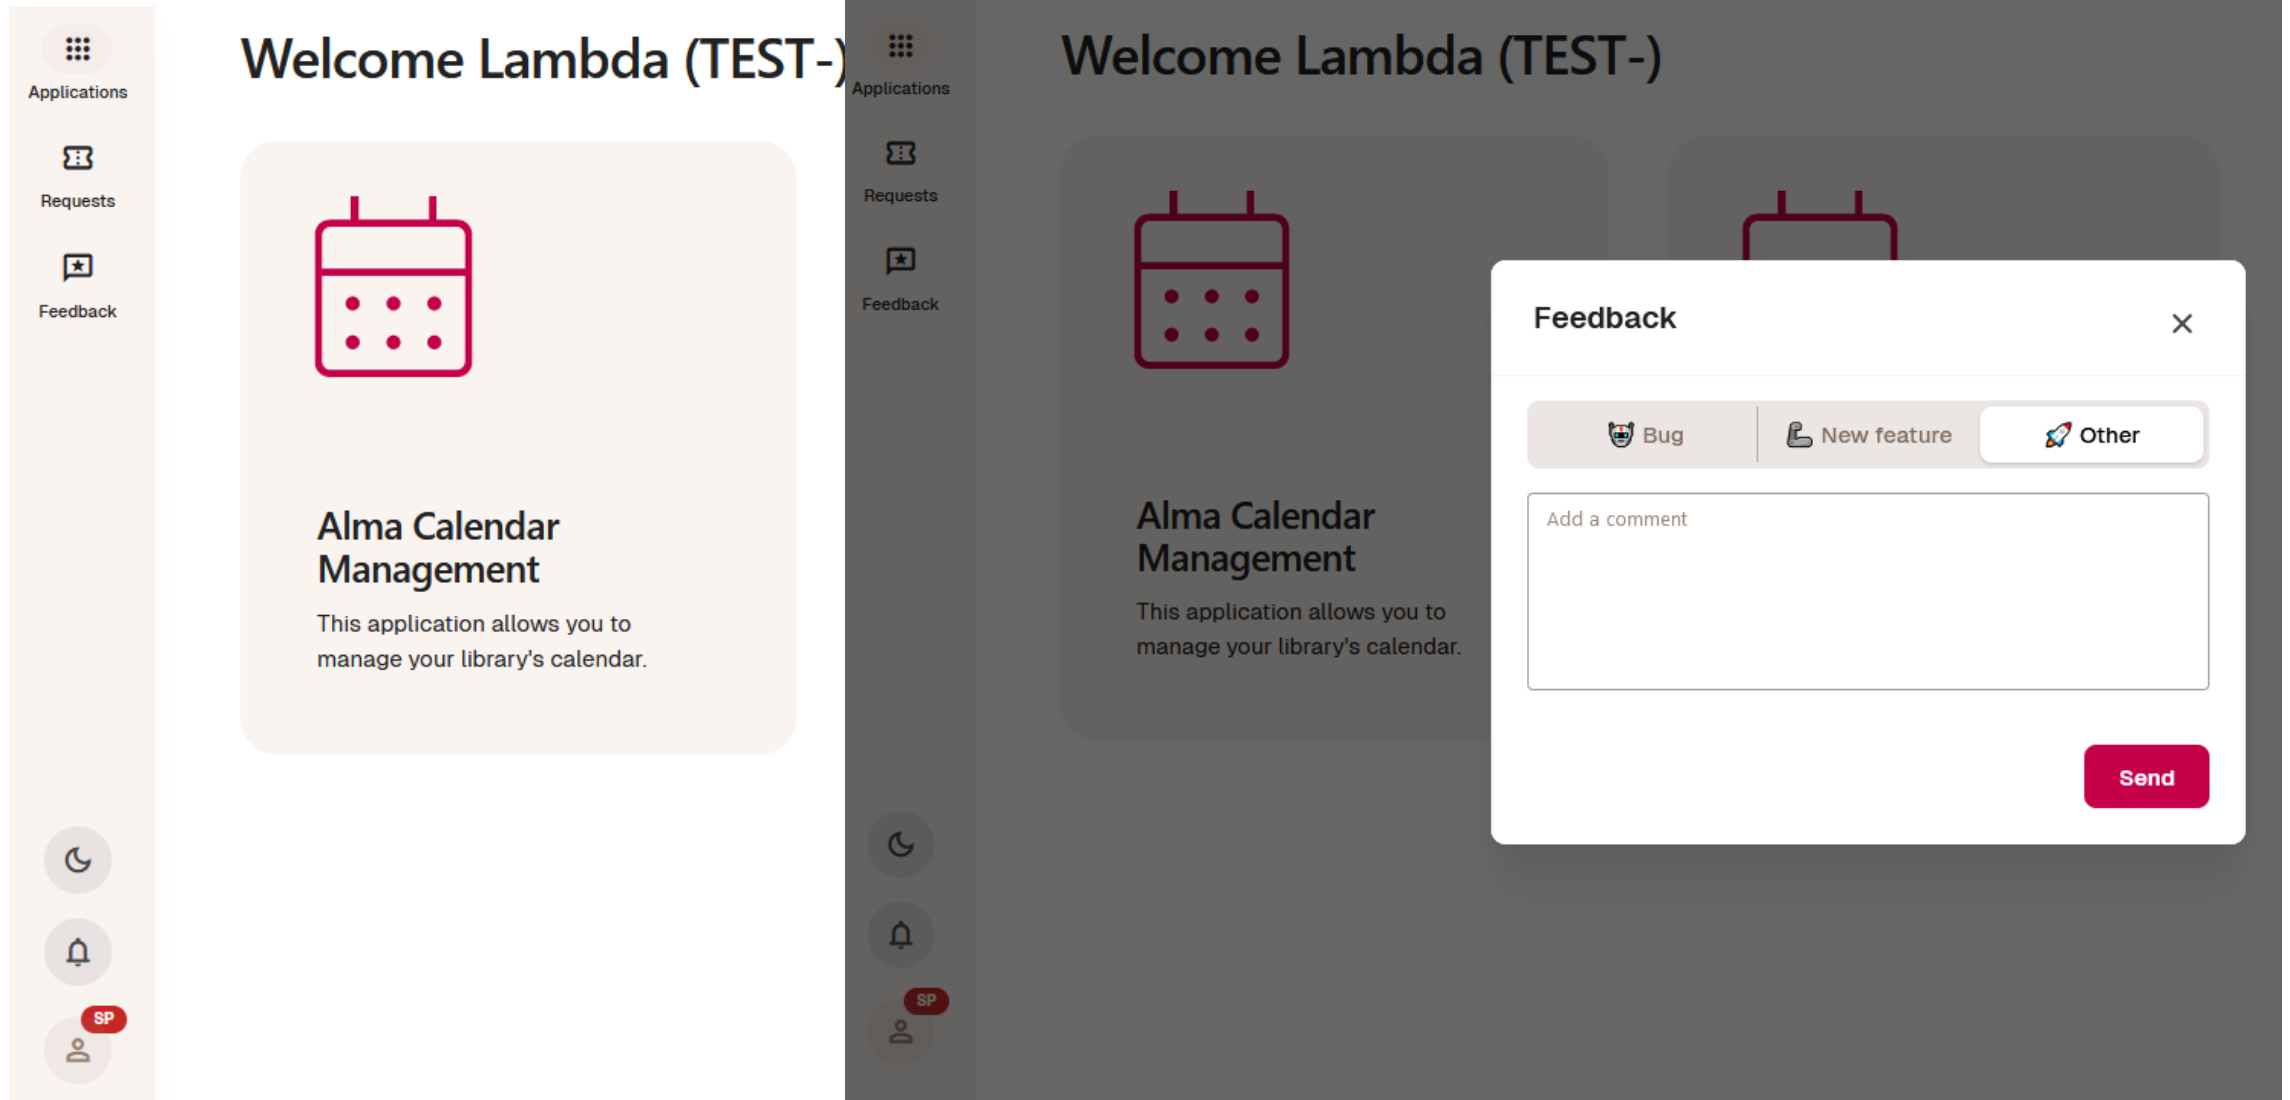 Applications
Requests
Feedback
SP
Welcome Lambda (TEST-)
Alma Calendar
Management
This application allows you to
manage your library's calendar.
Applications
Requests
Feedback
SP
Welcome Lambda (TEST-)
Alma Calendar
Management
This application allows you to
manage your library's calendar.
Feedback
Bug
New feature
Other
Add a comment
Send